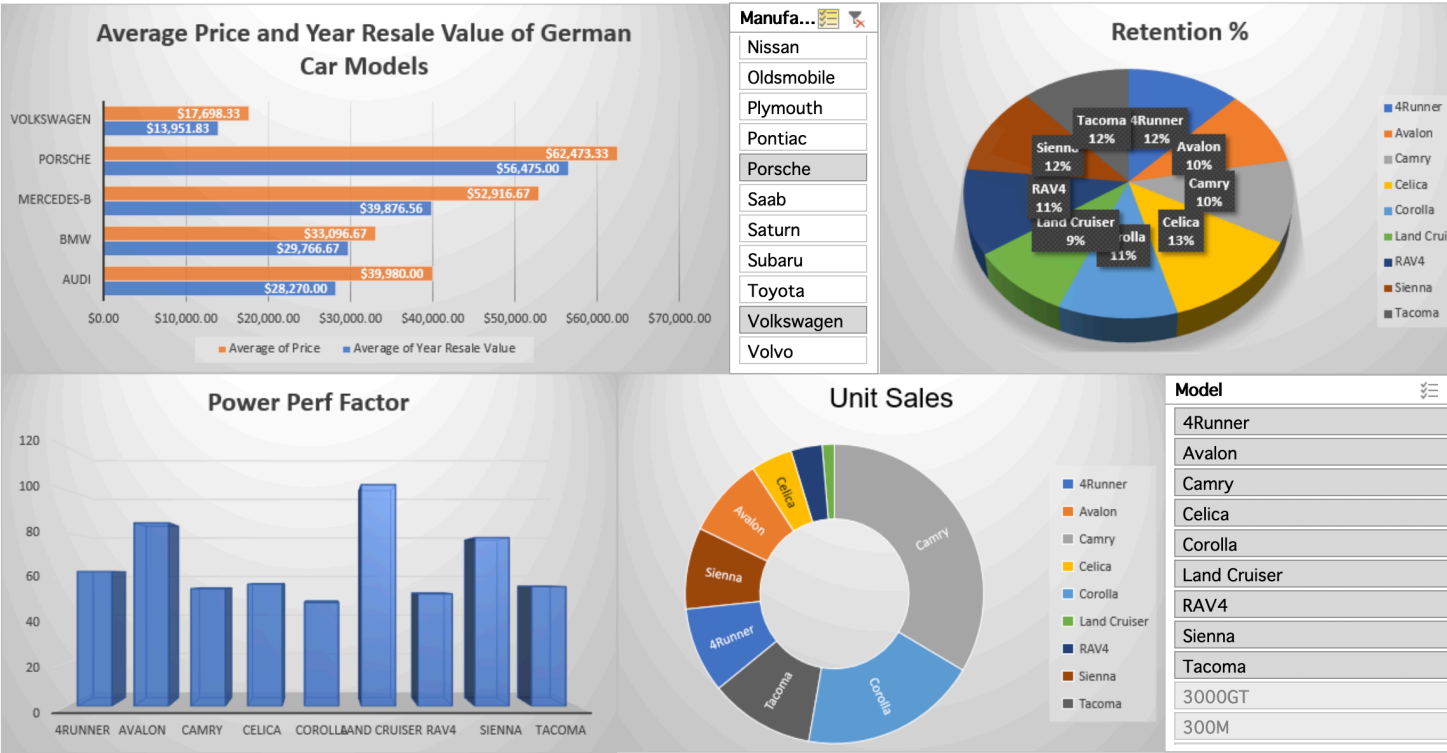 Average Price and Year Resale Value of German
Car Models
VOLKSWAGEN
$17,698.33
$13,951.83
PORSCHE
$62,473.33
$56,475.00
MERCEDES-B
$52,916.67
$39,876.56
BMW
$33,096.67
$29,766.67
AUDI
$39,980.00
$28,270.00
$0.00 $10,000.00 $20,000.00 $30,000.00 $40,000.00 $50,000.00 $60,000.00 $70,000.00
Average of Price Average of Year Resale Value
Manufa...
Nissan
Oldsmobile
Plymouth
Pontiac
Porsche
Saab
Saturn
Subaru
Toyota
Volkswagen
Volvo
Retention %
Tacoma
12%
4Runner
12%
Avalon
10%
Sienna
12%
Camry
10%
RAV4
11%
Land Cruiser
9%
Celica
13%
rolla
11%
4Runner
Avalon
Camry
Celica
Corolla
Land Crui
RAV4
Sienna
Tacoma
Power Perf Factor
120
100
80
60
40
20
0
4RUNNER AVALON CAMRY CELICA COROLLA LAND CRUISER RAV4 SIENNA TACOMA
Unit Sales
Camry
Corolla
Tacoma
4Runner
Sienna
Avalon
Celica
4Runner
Avalon
Camry
Celica
Corolla
Land Cruiser
RAV4
Sienna
Tacoma
Model
4Runner
Avalon
Camry
Celica
Corolla
Land Cruiser
RAV4
Sienna
Tacoma
3000GT
300M